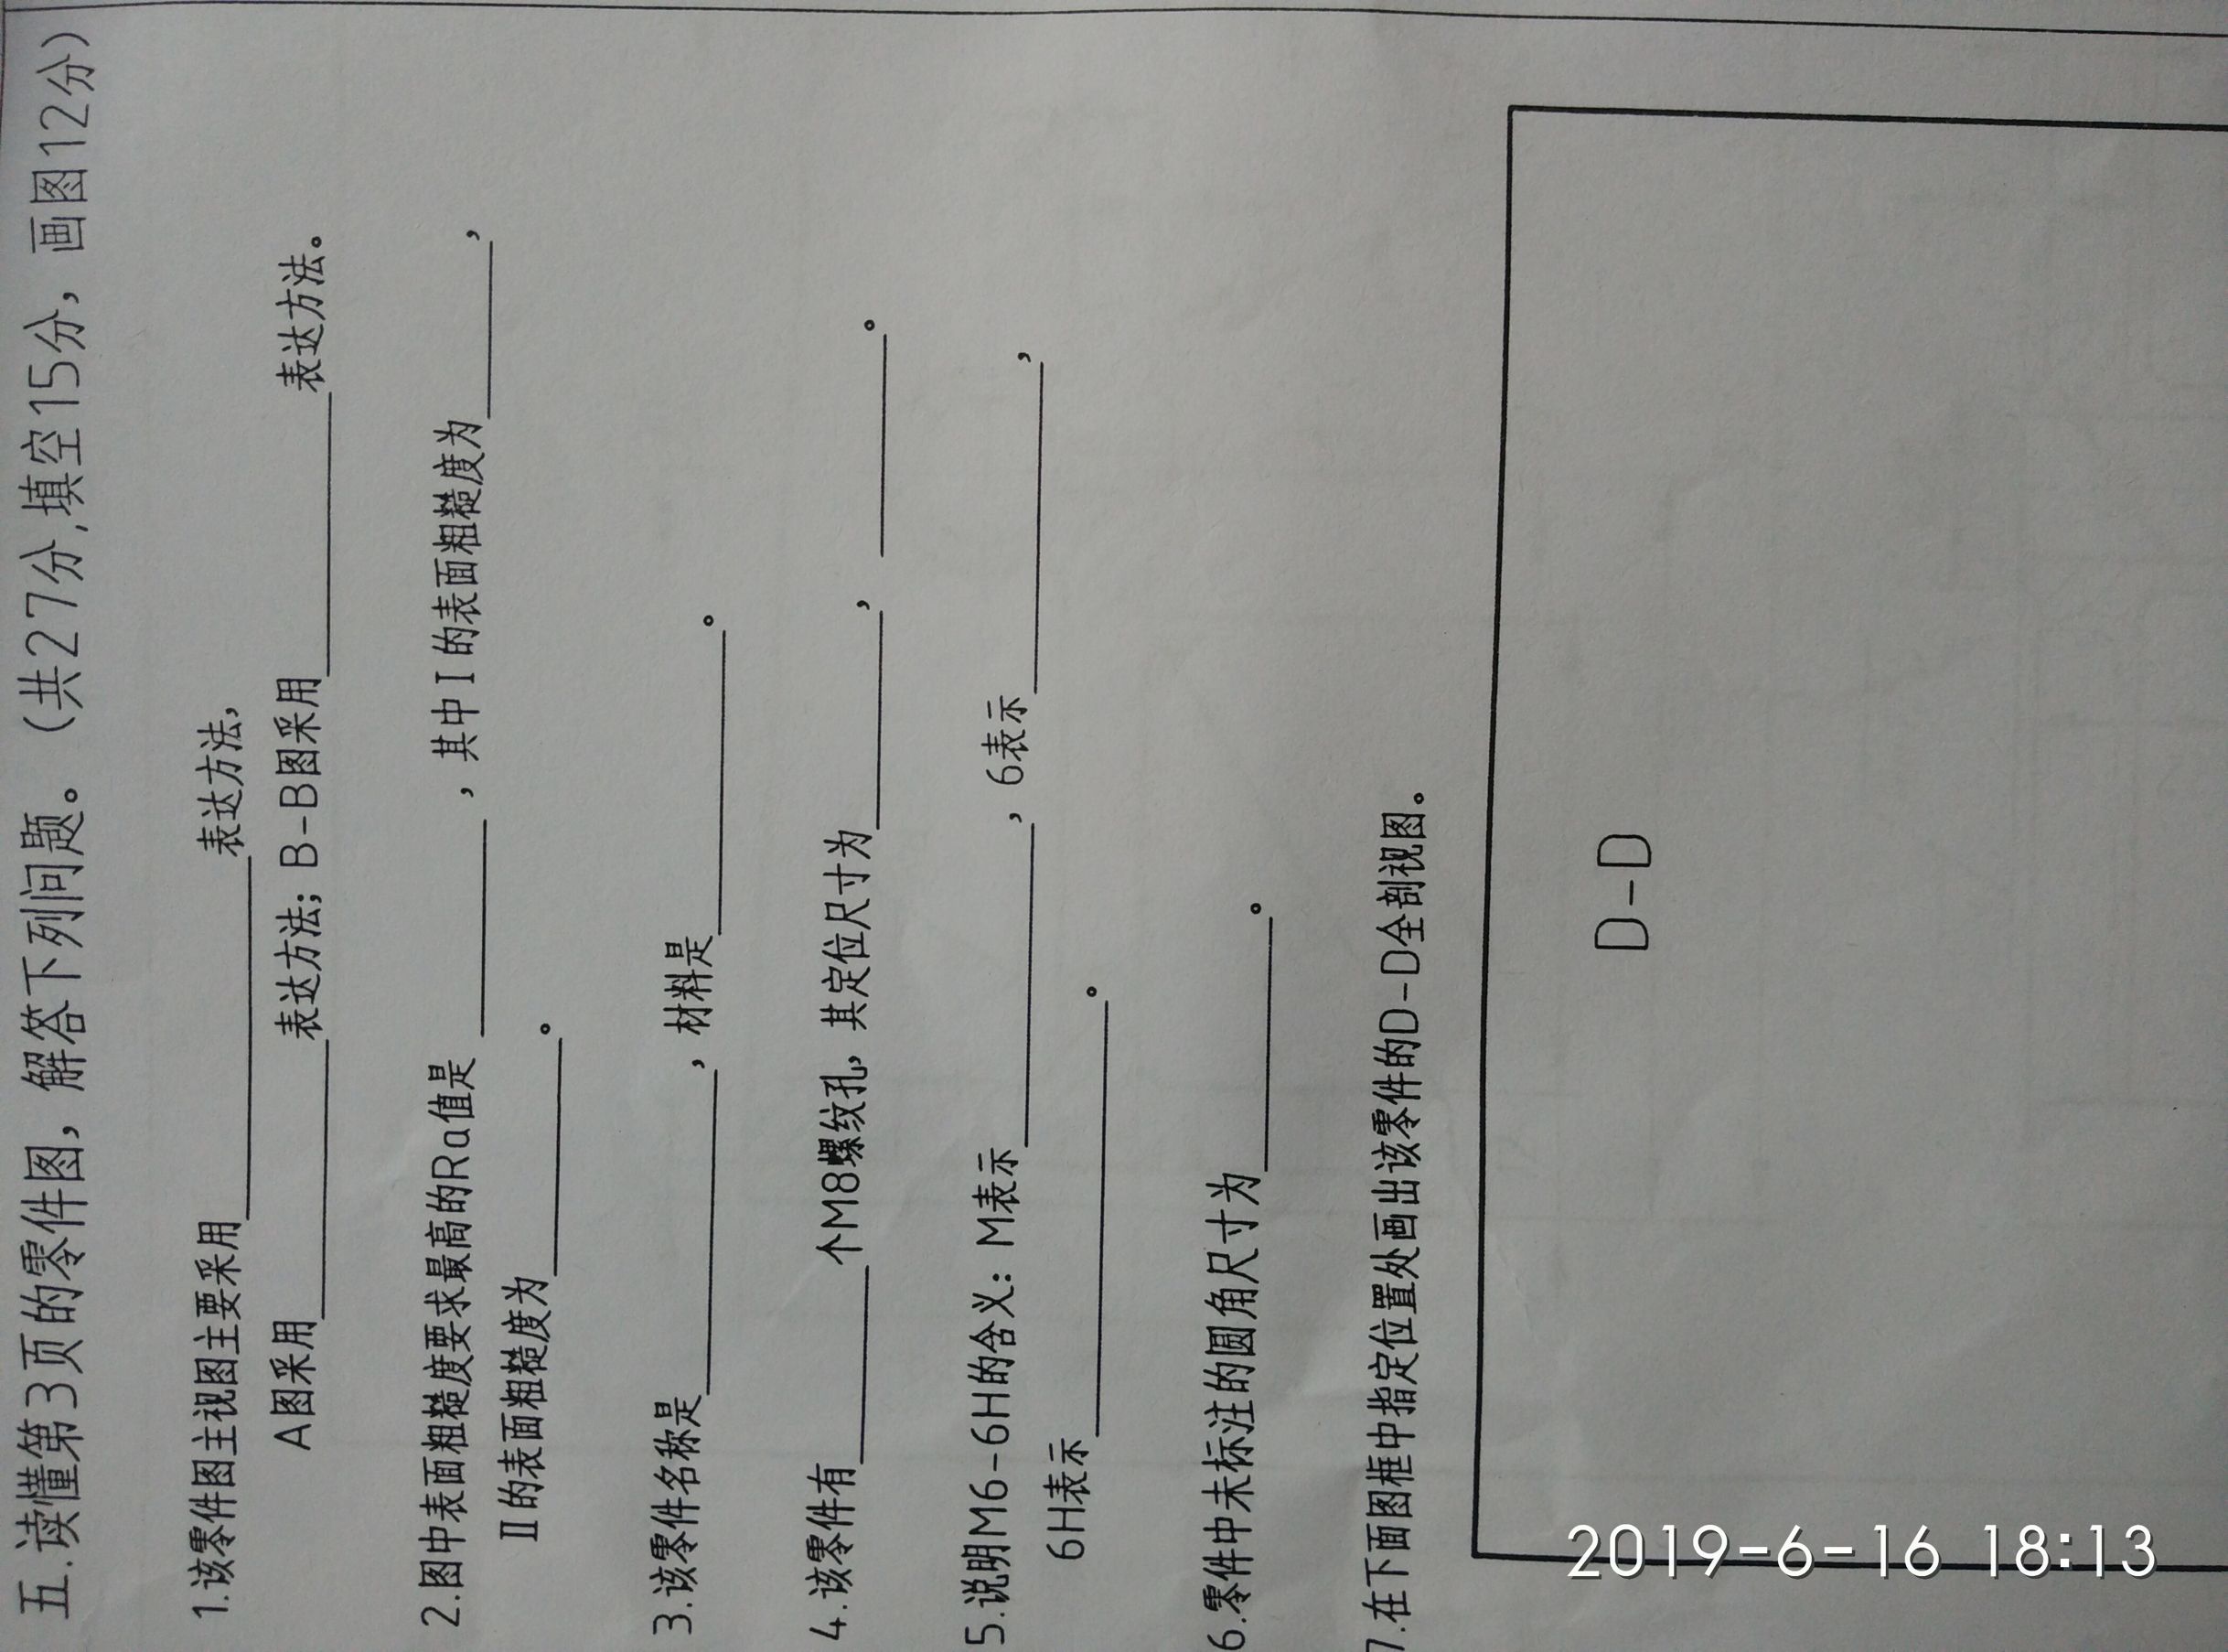 五.读懂第3页的零件图，解答下列问题。（共27分,填空15分，画图12分）
1.该零件图主视图主要采用________表达方法,
A图采用________表达方法；B-B图采用________表达方法。
2.图中表面粗糙度要求最高的Ra值是________，其中Ⅰ的表面粗糙度为________，
Ⅱ的表面粗糙度为________。
3.该零件名称是________，材料是________。
4.该零件有________个M8螺纹孔，其定位尺寸为________，________。
5.说明M6-6H的含义：M表示________，6表示________，
6H表示________。
6.零件中未标注的圆角尺寸为________。
7.在下面图框中指定位置处画出该零件的D-D全剖视图。
D-D
2019-6-16 18:13